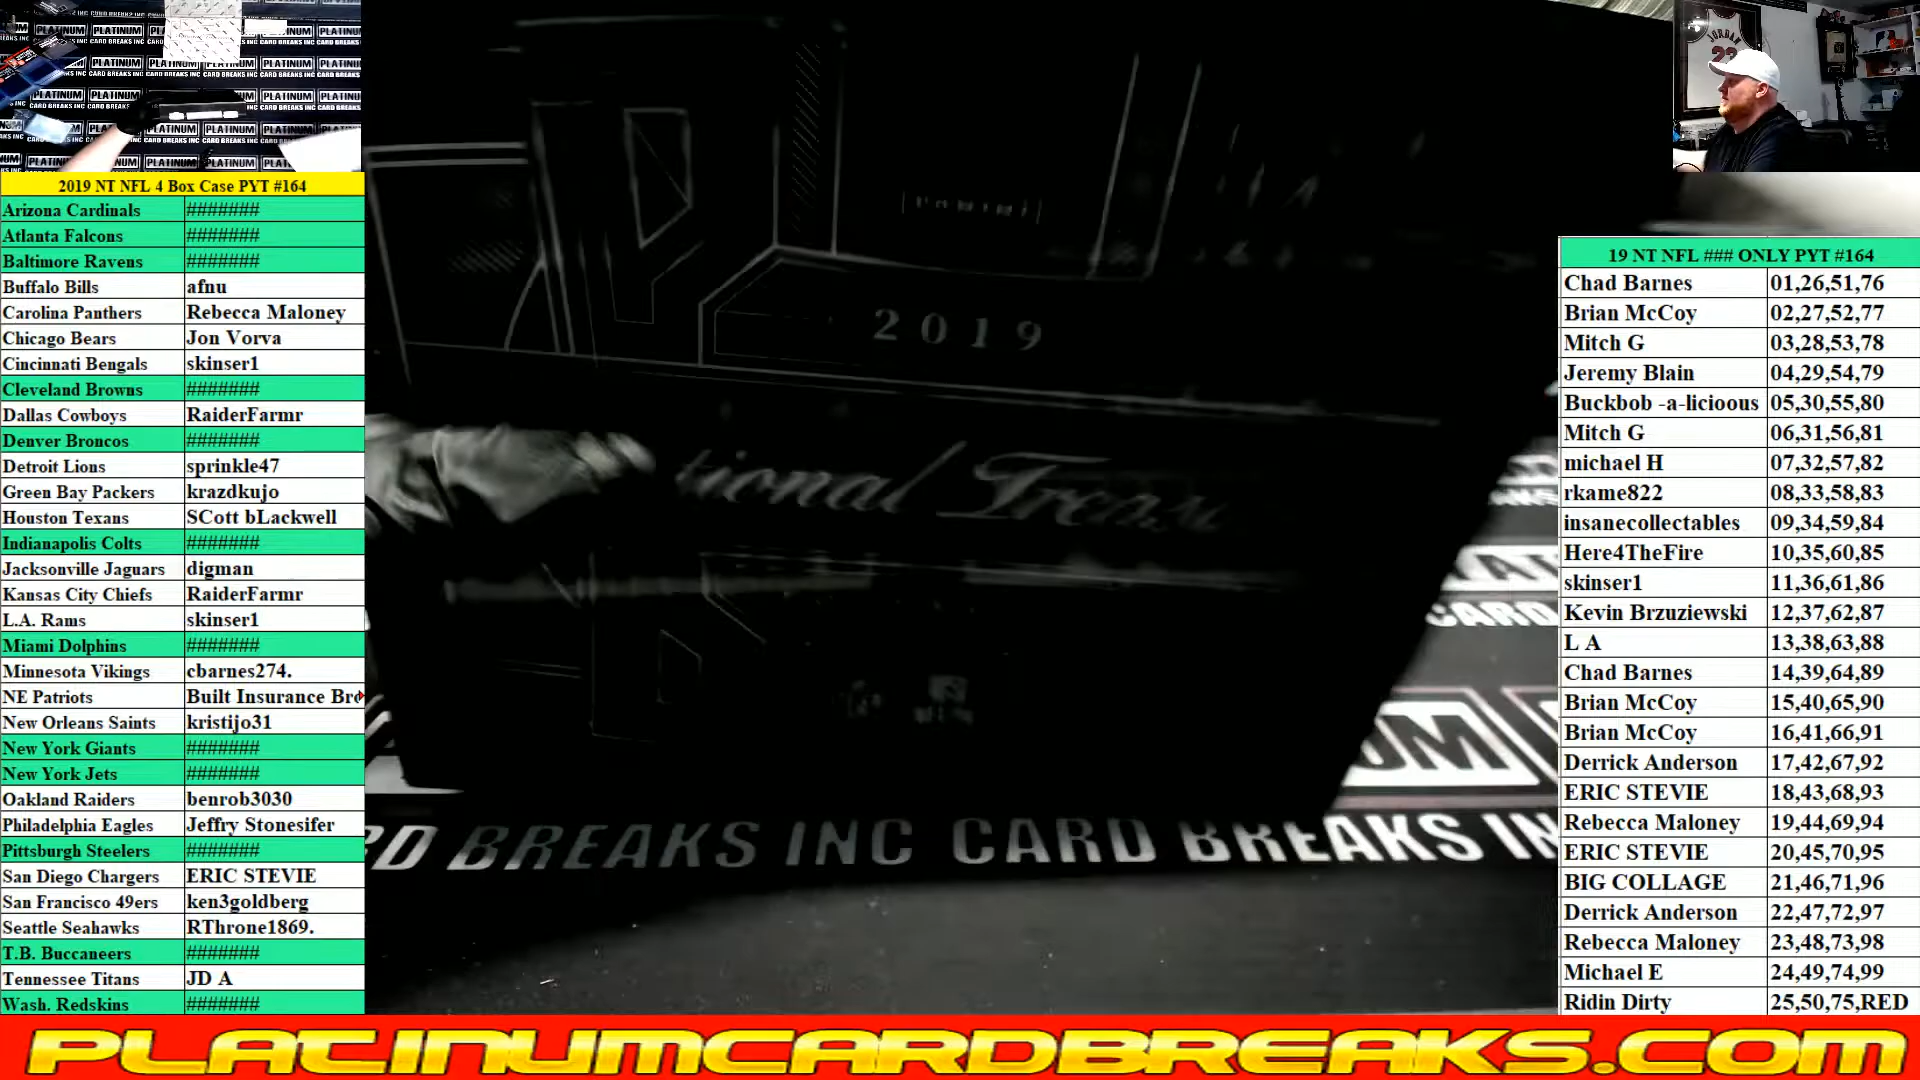 2019 NT NFL 4 Box Case PYT #164
Arizona Cardinals #######
Atlanta Falcons #######
Baltimore Ravens #######
Buffalo Bills afnu
Carolina Panthers Rebecca Maloney
Chicago Bears Jon Vorva
Cincinnati Bengals skinser1
Cleveland Browns #######
Dallas Cowboys RaiderFarmr
Denver Broncos #######
Detroit Lions sprinkle47
Green Bay Packers krazdkujo
Houston Texans SCott bLackwell
Indianapolis Colts #######
Jacksonville Jaguars digman
Kansas City Chiefs RaiderFarmr
L.A. Rams skinser1
Miami Dolphins #######
Minnesota Vikings cbarnes274.
NE Patriots Built Insurance Bro
New Orleans Saints kristijo31
New York Giants #######
New York Jets #######
Oakland Raiders benrob3030
Philadelphia Eagles Jeffry Stonesifer
Pittsburgh Steelers #######
San Diego Chargers ERIC STEVIE
San Francisco 49ers ken3goldberg
Seattle Seahawks RThrone1869.
T.B. Buccaneers #######
Tennessee Titans JD A
Wash. Redskins #######
PANINI
2019
tional Treasu
RD BREAKS INC CARD BREAKS IN
JORDAN
23
19 NT NFL ### ONLY PYT #164
Chad Barnes 01,26,51,76
Brian McCoy 02,27,52,77
Mitch G 03,28,53,78
Jeremy Blain 04,29,54,79
Buckbob -a-licioous 05,30,55,80
Mitch G 06,31,56,81
michael H 07,32,57,82
rkame822 08,33,58,83
insanecollectables 09,34,59,84
Here4TheFire 10,35,60,85
skinser1 11,36,61,86
Kevin Brzuziewski 12,37,62,87
L A 13,38,63,88
Chad Barnes 14,39,64,89
Brian McCoy 15,40,65,90
Brian McCoy 16,41,66,91
Derrick Anderson 17,42,67,92
ERIC STEVIE 18,43,68,93
Rebecca Maloney 19,44,69,94
ERIC STEVIE 20,45,70,95
BIG COLLAGE 21,46,71,96
Derrick Anderson 22,47,72,97
Rebecca Maloney 23,48,73,98
Michael E 24,49,74,99
Ridin Dirty 25,50,75,RED
PLATINUMCARDBREAKS.COM